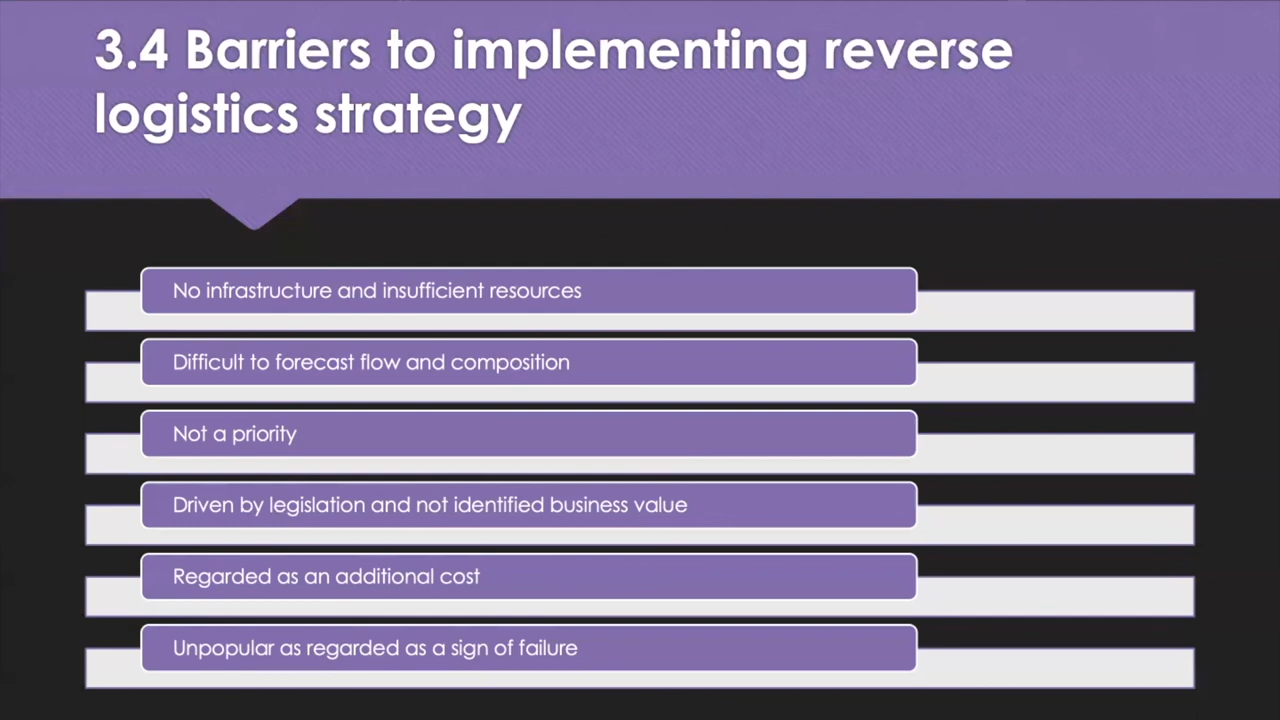 3.4 Barriers to implementing reverse
logistics strategy
No infrastructure and insufficient resources
Difficult to forecast flow and composition
Not a priority
Driven by legislation and not identified business value
Regarded as an additional cost
Unpopular as regarded as a sign of failure